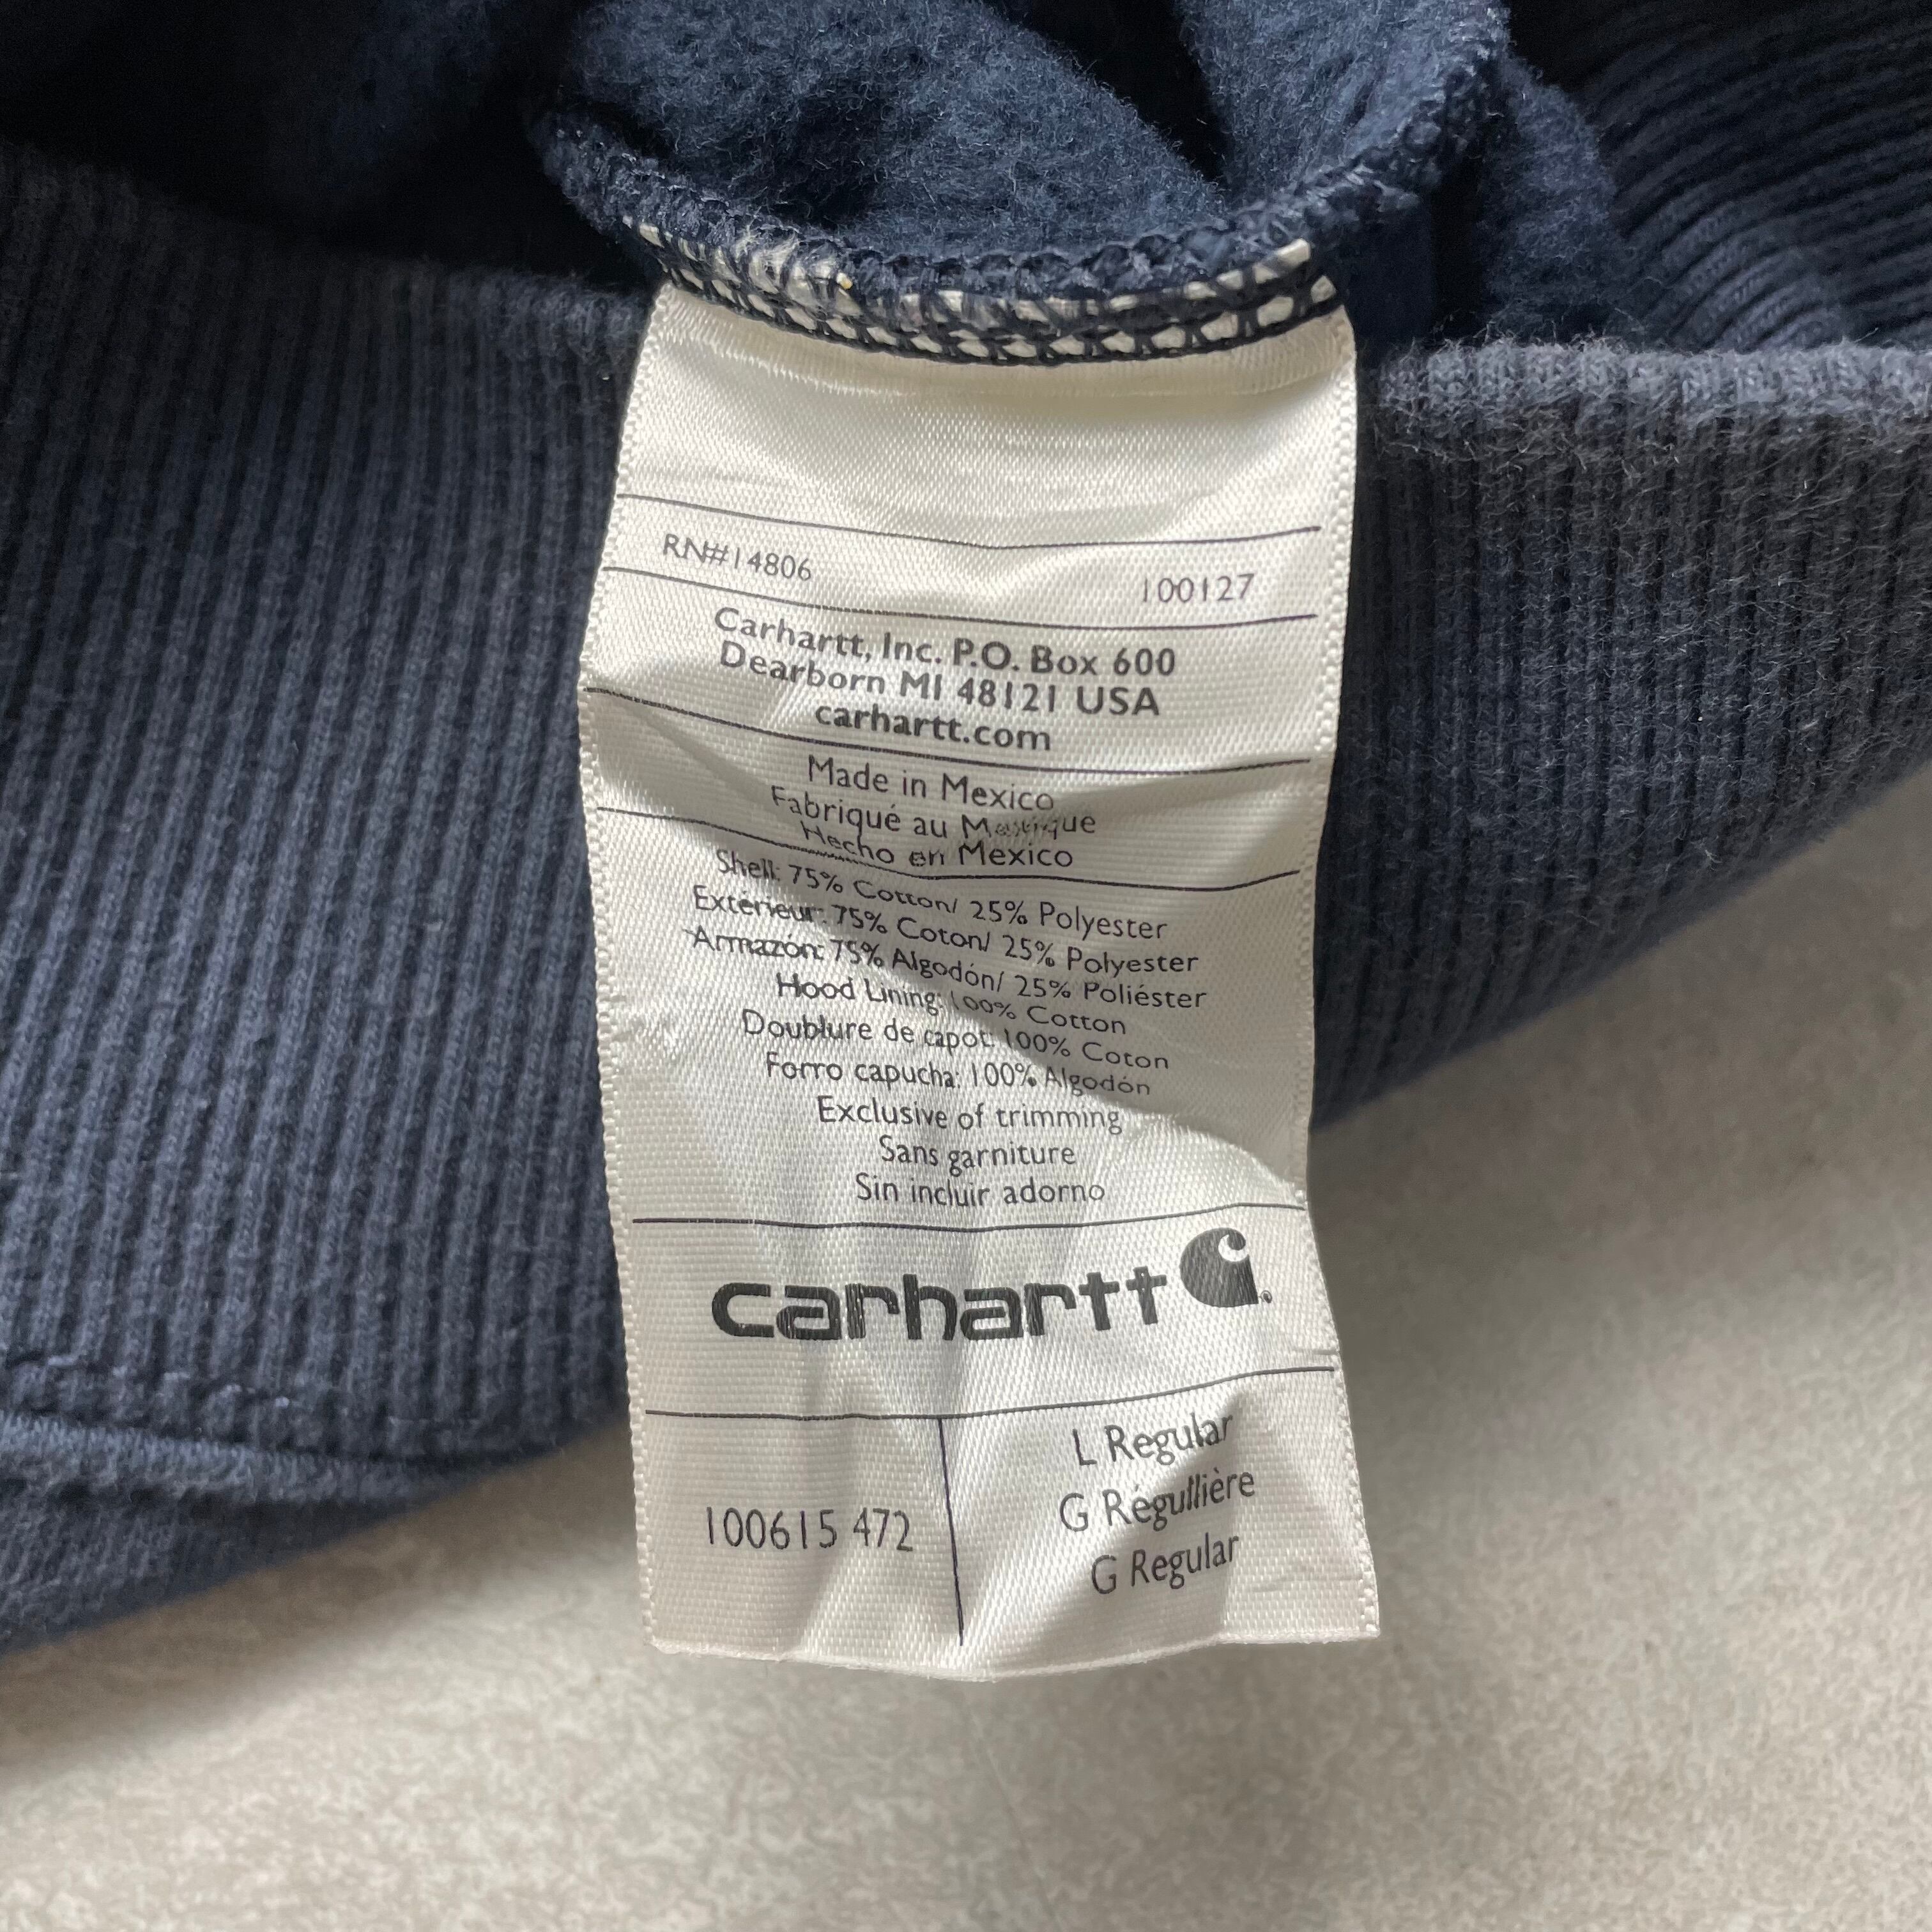 RN#14806 100127
Carhartt, Inc. P.O. Box 600
Dearborn MI 48121 USA
carhartt.com
Made in Mexico
Fabriqué au Mexique
Hecho en Mexico
Shell: 75% Cotton/ 25% Polyester
Extérieur: 75% Coton/ 25% Polyester
Armazón: 75% Algodón/ 25% Poliéster
Hood Lining: 100% Cotton
Doublure de capot: 100% Coton
Forro capucha: 100% Algodón
Exclusive of trimming
Sans garniture
Sin incluir adorno
carhartt
L Regular
G Régullière
100615 472
G Regular